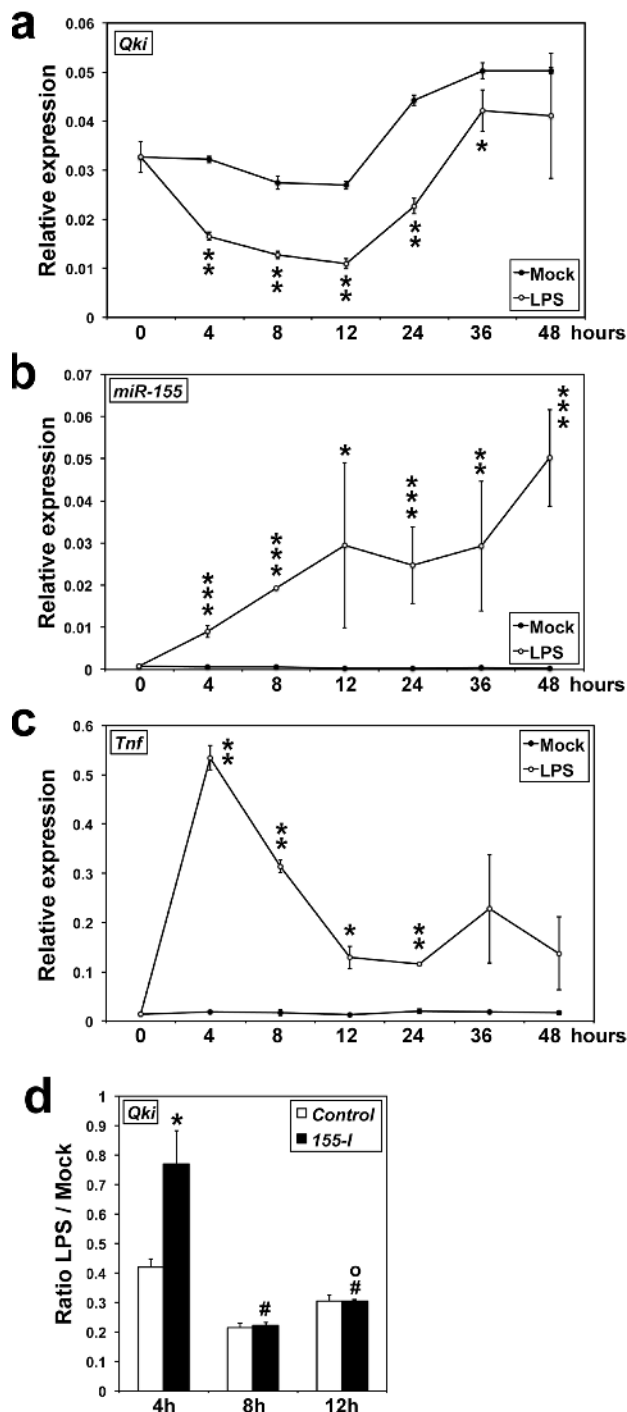 a
Qki
Relative expression
0.06
0.05
0.04
0.03
0.02
0.01
0
* *
* *
* *
* *
*
Mock
LPS
0 4 8 12 24 36 48 hours
b
miR-155
Relative expression
0.07
0.06
0.05
0.04
0.03
0.02
0.01
0
* * *
* * *
*
* * *
* *
* * *
Mock
LPS
0 4 8 12 24 36 48 hours
c
Tnf
Relative expression
0.6
0.5
0.4
0.3
0.2
0.1
0
* *
* *
*
* *
Mock
LPS
0 4 8 12 24 36 48 hours
d
Qki
Ratio LPS / Mock
1
0.9
0.8
0.7
0.6
0.5
0.4
0.3
0.2
0.1
0
Control
155-I
*
#
o
#
4h 8h 12h